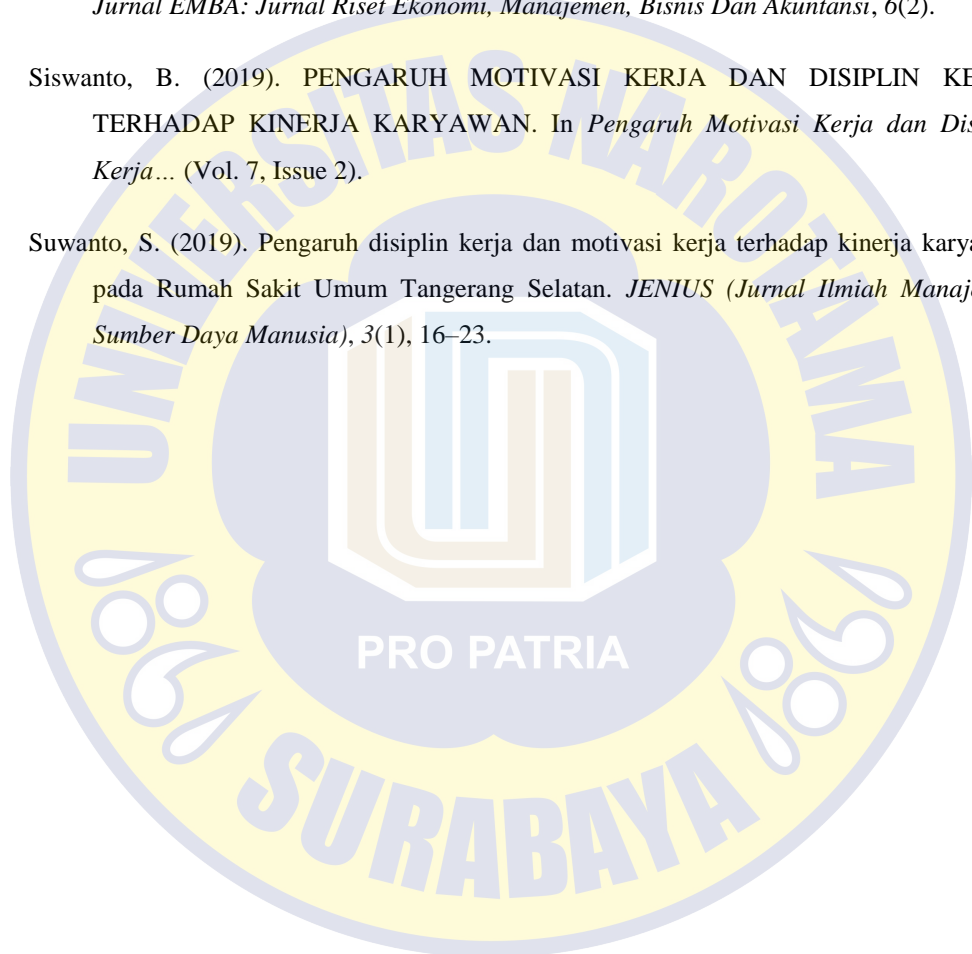 Jurnal EMBA: Jurnal Riset Ekonomi, Manajemen, Bisnis Dan Akuntansi, 6(2).
Siswanto, B. (2019). PENGARUH MOTIVASI KERJA DAN DISIPLIN KE
TERHADAP KINERJA KARYAWAN. In Pengaruh Motivasi Kerja dan Dis
Kerja… (Vol. 7, Issue 2).
Suwanto, S. (2019). Pengaruh disiplin kerja dan motivasi kerja terhadap kinerja karya
pada Rumah Sakit Umum Tangerang Selatan. JENIUS (Jurnal Ilmiah Manaje
Sumber Daya Manusia), 3(1), 16–23.
UNIVERSITAS NAROTAMA
PRO PATRIA
SURABAYA